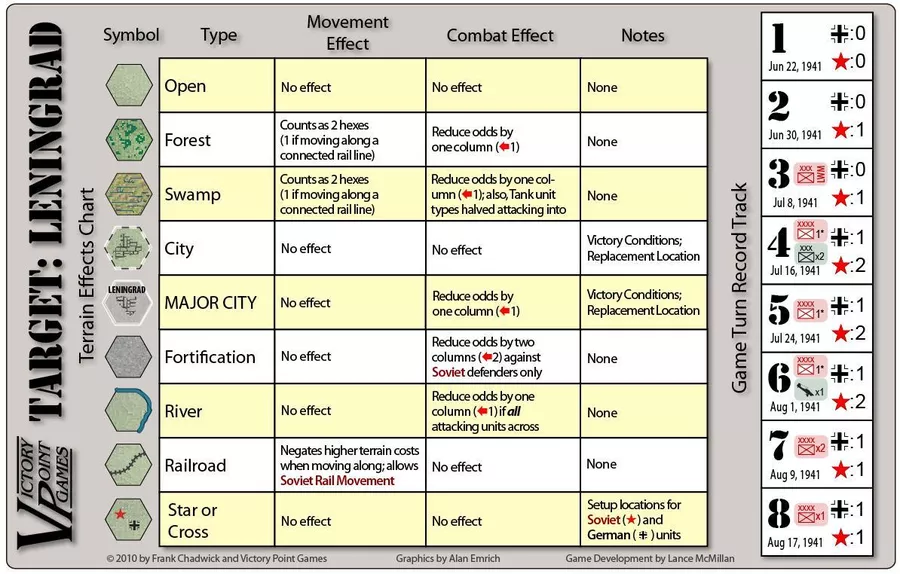 TARGET: LENINGRAD
VICTORY
POINT
GAMES
Terrain Effects Chart
Symbol
Type
Movement
Effect
Combat Effect
Notes
Open
No effect
No effect
None
Forest
Counts as 2 hexes
(1 if moving along a
connected rail line)
Reduce odds by
one column (1)
None
Swamp
Counts as 2 hexes
(1 if moving along a
connected rail line)
Reduce odds by one col-
umn (1); also, Tank unit
types halved attacking into
None
City
No effect
No effect
Victory Conditions;
Replacement Location
LENINGRAD
MAJOR CITY
No effect
Reduce odds by
one column (1)
Victory Conditions;
Replacement Location
Fortification
No effect
Reduce odds by two
columns (2) against
Soviet defenders only
None
River
No effect
Reduce odds by one
column (1) if all
attacking units across
None
Railroad
Negates higher terrain costs
when moving along; allows
Soviet Rail Movement
No effect
None
Star or
Cross
No effect
No effect
Setup locations for
Soviet (★) and
German () units
Game Turn Record Track
1
:0
Jun 22, 1941
★:0
2
:0
Jun 30, 1941
★:1
3
xxxx
:0
Jul 8, 1941
★:1
4
xxxx
1*
:1
xxx
x2
Jul 16, 1941
★:2
5
xxxx
1*
:1
Jul 24, 1941
★:2
6
xxxx
1*
:1
x1
Aug 1, 1941
★:2
7
xxxx
x2
:1
Aug 9, 1941
★:1
8
xxxx
x1
:1
Aug 17, 1941
★:1
© 2010 by Frank Chadwick and Victory Point Games
Graphics by Alan Emrich
Game Development by Lance McMillan